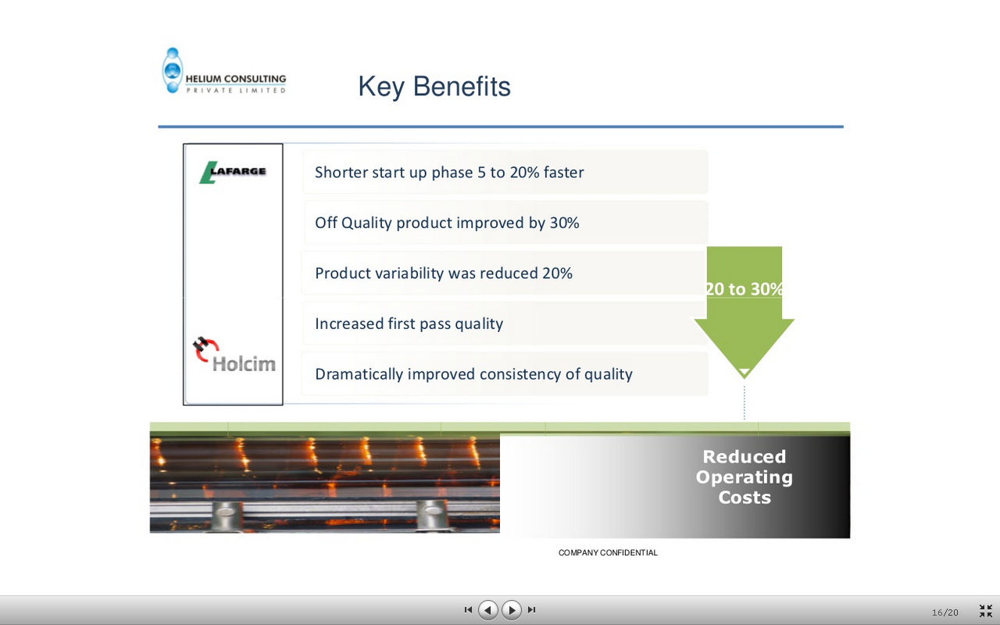 HELIUM CONSULTING
PRIVATE LIMITED
Key Benefits
LAFARGE
Holcim
Shorter start up phase 5 to 20% faster
Off Quality product improved by 30%
Product variability was reduced 20%
Increased first pass quality
Dramatically improved consistency of quality
20 to 30%
Reduced
Operating
Costs
COMPANY CONFIDENTIAL
16/20